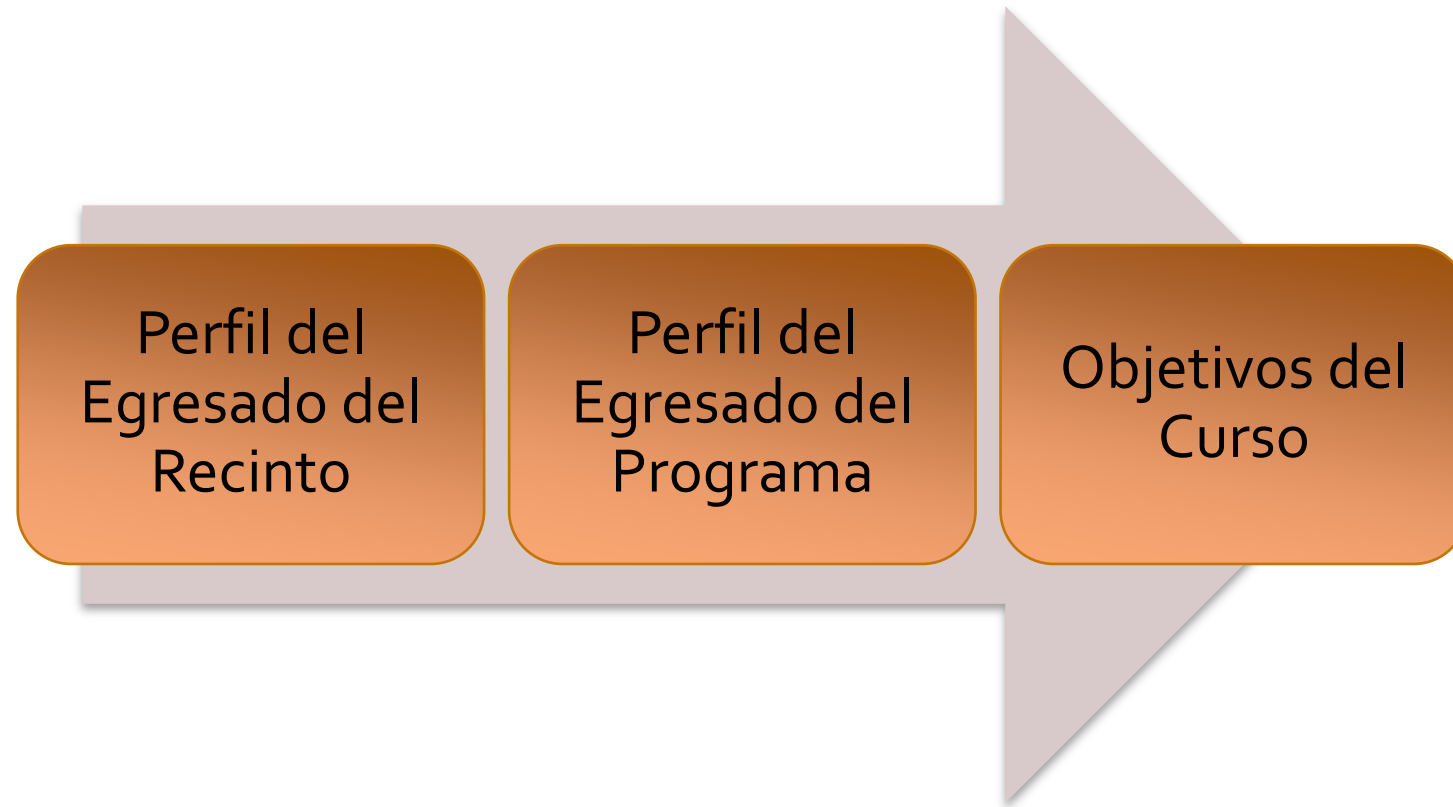 Perfil del
Egresado del
Recinto
Perfil del
Egresado del
Programa
Objetivos del
Curso